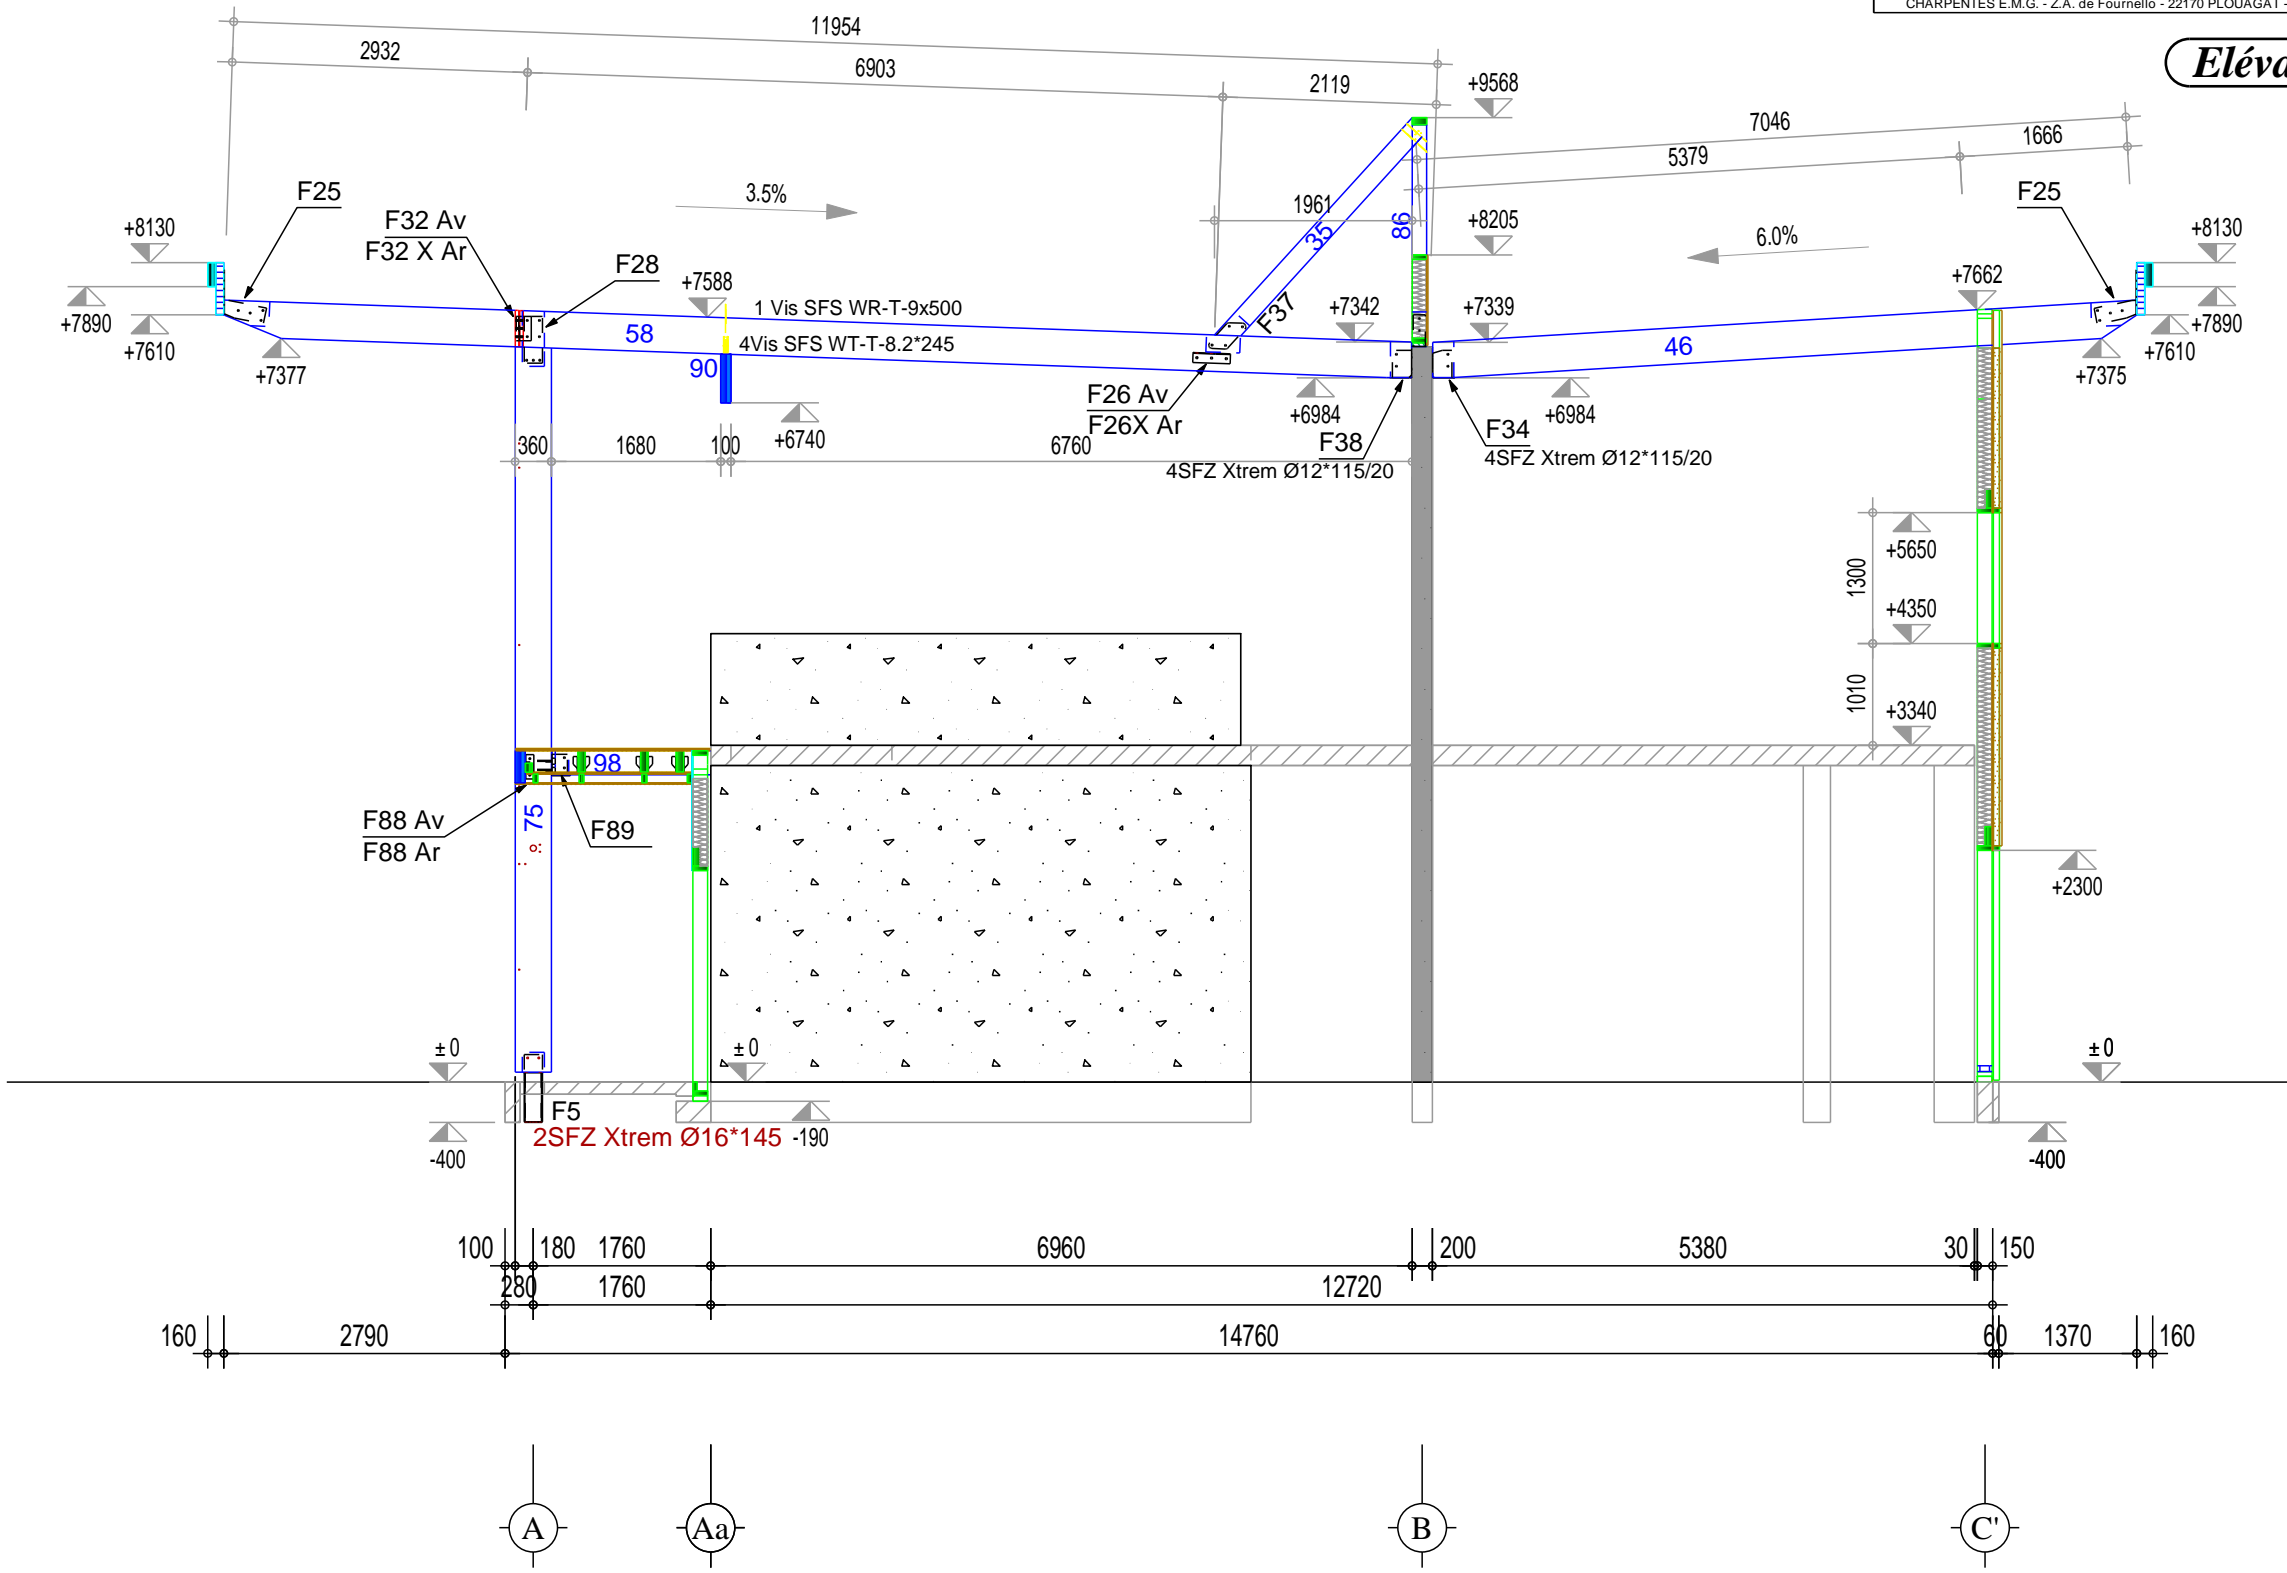 CHARPENTES E.M.G. - Z.A. de Fournello - 22170 PLOUAGAT -
11954
2932
6903
2119
+9568
7046
1666
5379
3.5%
1961
6.0%
F25
F32 Av
F32 X Ar
F28
+8130
+7890
+7610
+7377
+7588
1 Vis SFS WR-T-9x500
58
4Vis SFS WT-T-8.2*245
90
+6740
35
86
F37
+8205
+7342
+7339
F25
+8130
+7662
+7890
+7610
+7375
46
F26 Av
F26X Ar
+6984
F38
4SFZ Xtrem Ø12*115/20
+6984
F34
4SFZ Xtrem Ø12*115/20
360
1680
100
6760
+5650
1300
+4350
1010
+3340
98
75
F88 Av
F88 Ar
F89
+2300
± 0
± 0
± 0
F5
2SFZ Xtrem Ø16*145
-190
-400
-400
100
180
1760
6960
200
5380
30
150
280
1760
12720
160
2790
14760
60
1370
160
A
Aa
B
C'